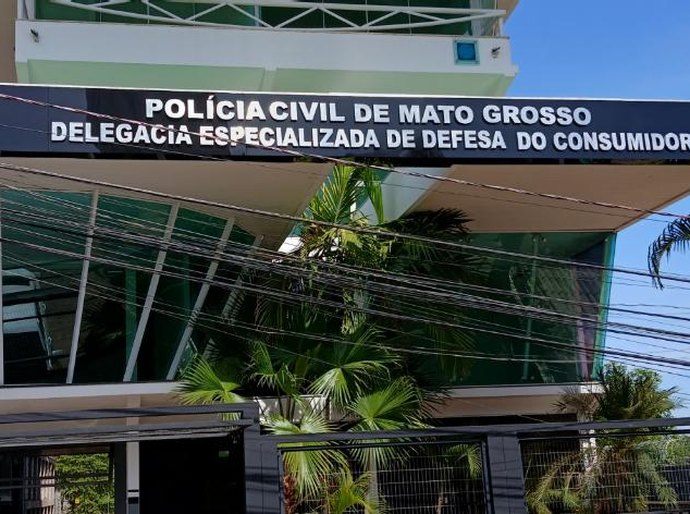 POLÍCIA CIVIL DE MATO GROSSO
DELEGACIA ESPECIALIZADA DE DEFESA DO CONSUMIDOR